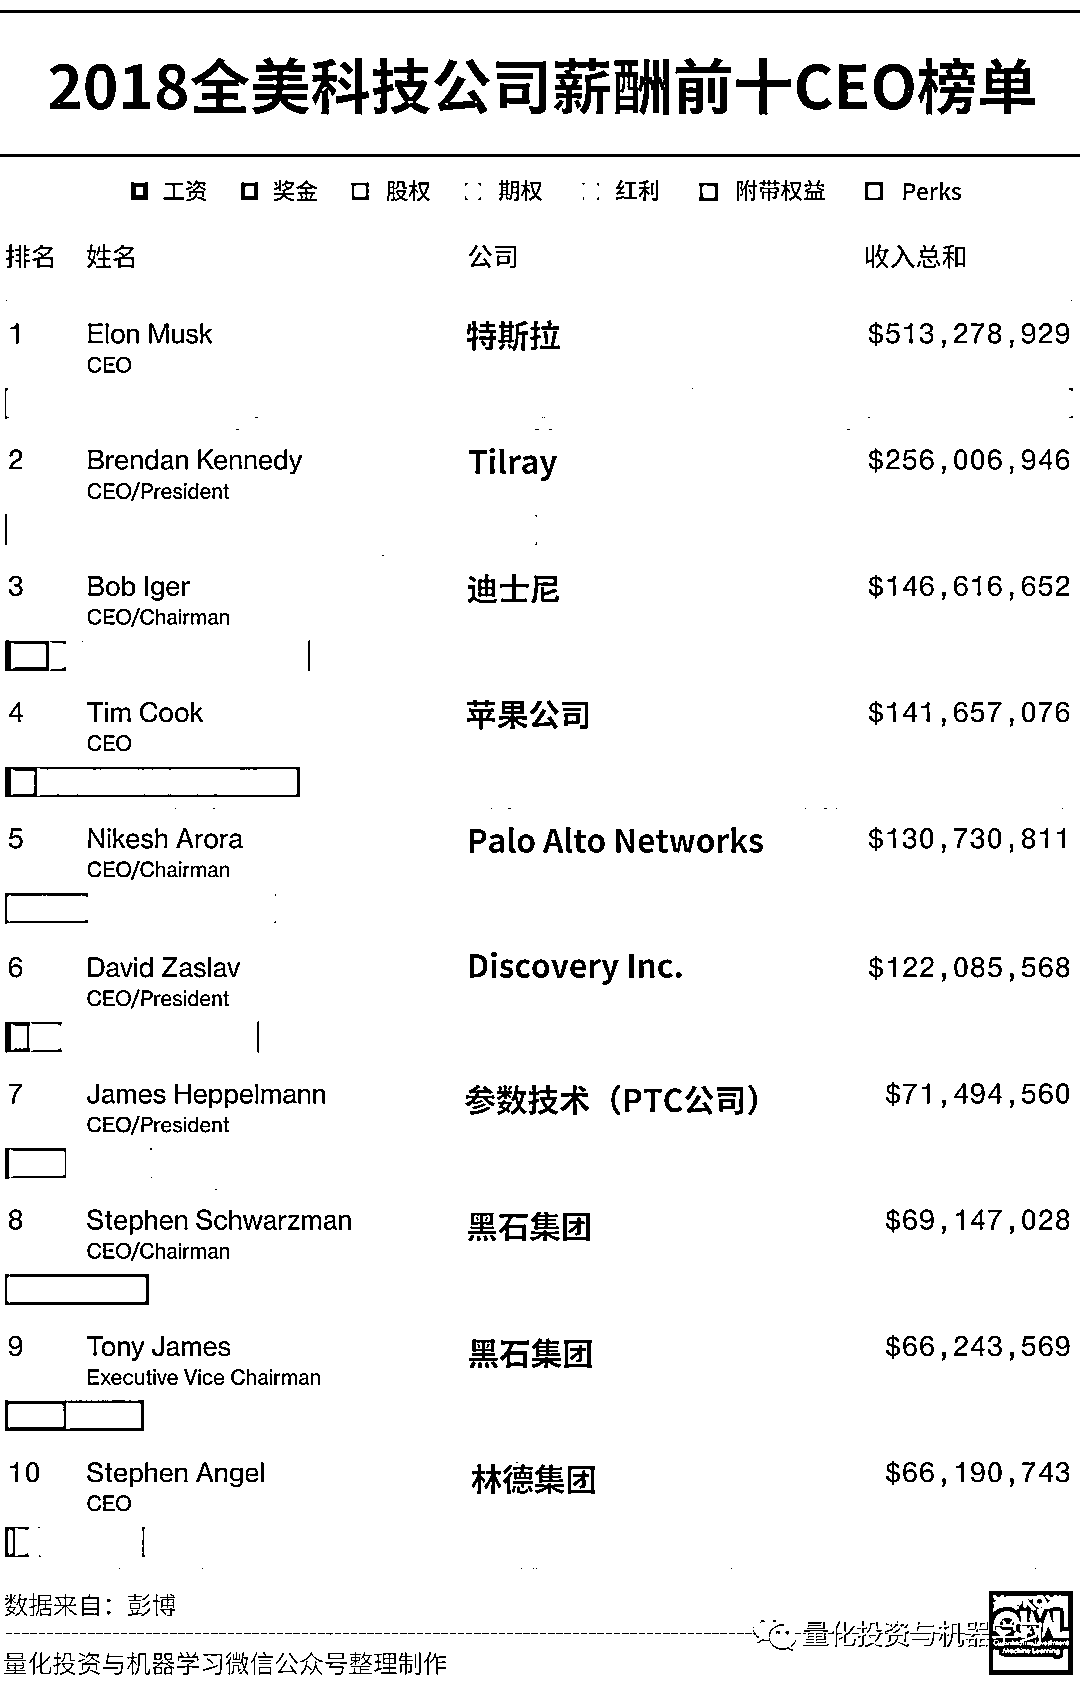 2018全美科技公司薪酬前十CEO榜单
工资 奖金 股权 期权 红利 附带权益 Perks
排名 姓名 公司 收入总和
1 Elon Musk 特斯拉 $513,278,929
CEO
2 Brendan Kennedy Tilray $256,006,946
CEO/President
3 Bob Iger 迪士尼 $146,616,652
CEO/Chairman
4 Tim Cook 苹果公司 $141,657,076
CEO
5 Nikesh Arora Palo Alto Networks $130,730,811
CEO/Chairman
6 David Zaslav Discovery Inc. $122,085,568
CEO/President
7 James Heppelmann 参数技术（PTC公司） $71,494,560
CEO/President
8 Stephen Schwarzman 黑石集团 $69,147,028
CEO/Chairman
9 Tony James 黑石集团 $66,243,569
Executive Vice Chairman
10 Stephen Angel 林德集团 $66,190,743
CEO
数据来自：彭博
量化投资与机器
量化投资与机器学习微信公众号整理制作